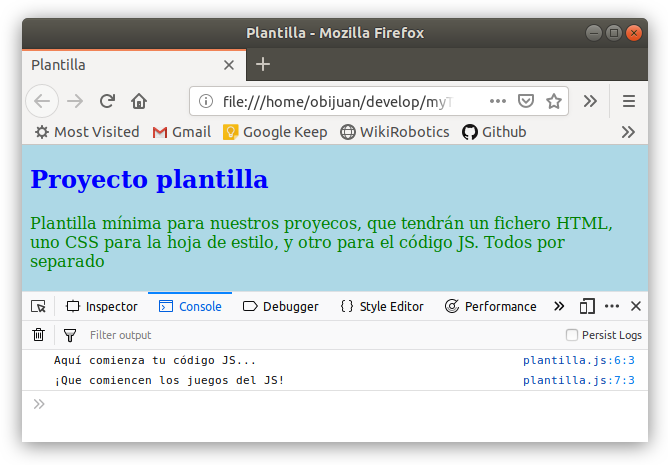 Plantilla - Mozilla Firefox
Plantilla
file:///home/obijuan/develop/myT
Most Visited Gmail Google Keep WikiRobotics Github
Proyecto plantilla
Plantilla mínima para nuestros proyecos, que tendrán un fichero HTML,
uno CSS para la hoja de estilo, y otro para el código JS. Todos por
separado
Inspector Console Debugger Style Editor Performance
Filter output Persist Logs
Aquí comienza tu código JS... plantilla.js:6:3
¡Que comiencen los juegos del JS! plantilla.js:7:3